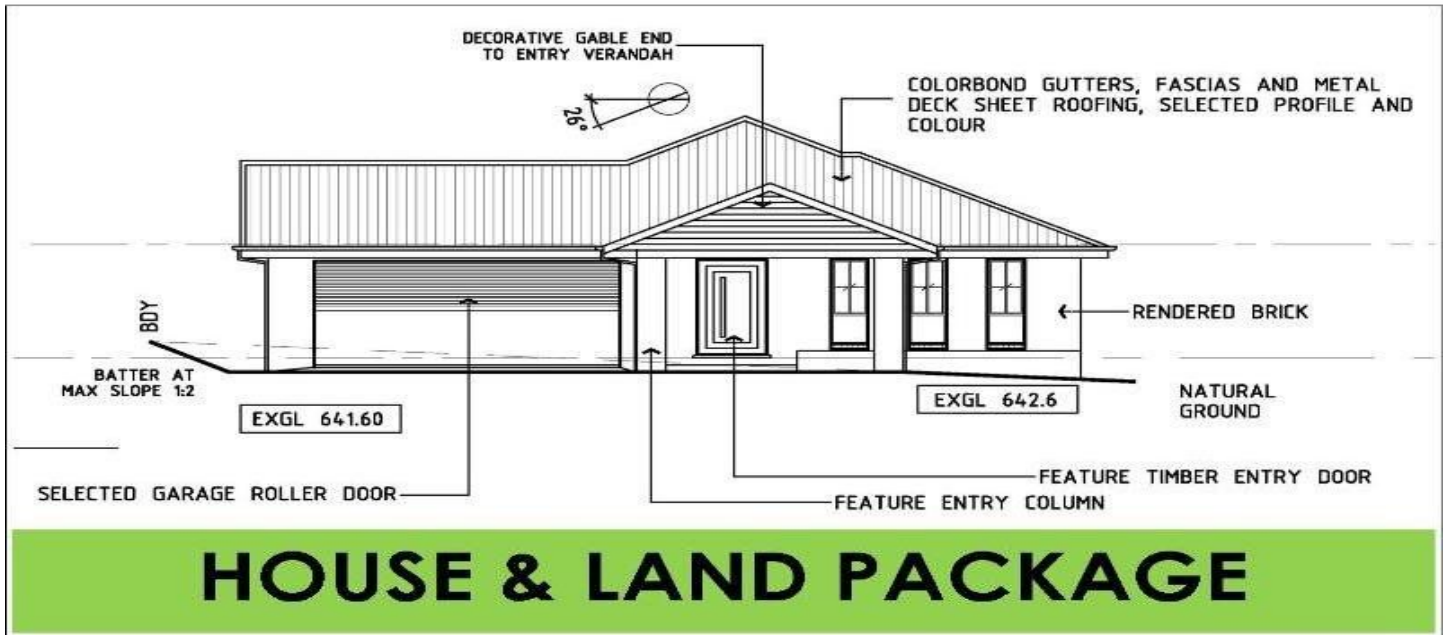 DECORATIVE GABLE END
TO ENTRY VERANDAH
26°
COLORBOND GUTTERS, FASCIAS AND METAL
DECK SHEET ROOFING, SELECTED PROFILE AND
COLOUR
BDY
RENDERED BRICK
BATTER AT
MAX SLOPE 1:2
EXGL 641.60
EXGL 642.6
NATURAL
GROUND
SELECTED GARAGE ROLLER DOOR
FEATURE TIMBER ENTRY DOOR
FEATURE ENTRY COLUMN
HOUSE & LAND PACKAGE